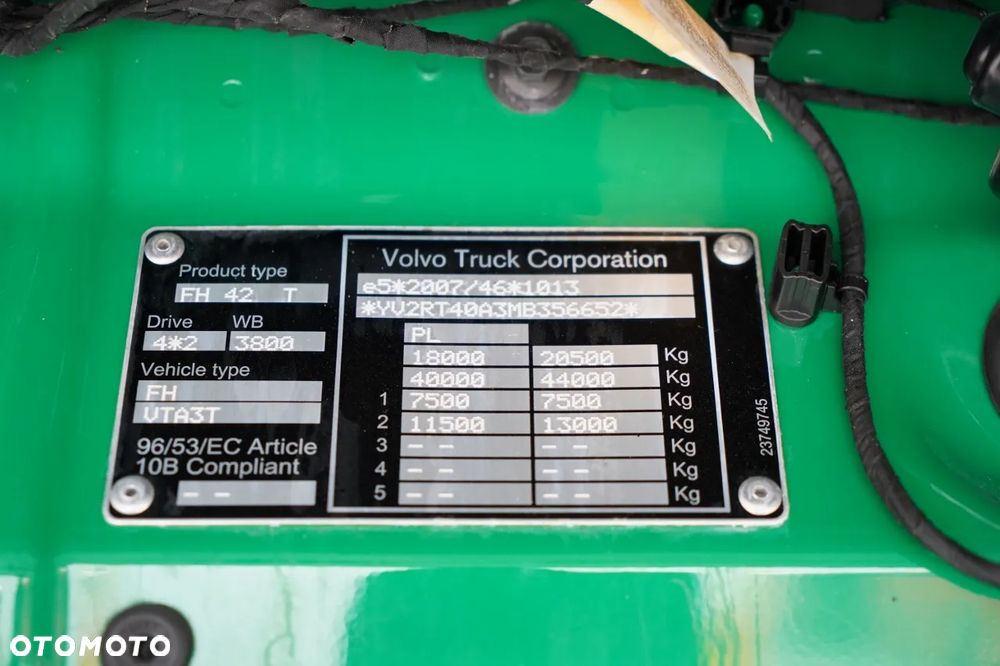 Product type
FH 42 T
Drive WB
4*2 3800
Vehicle type
FH
VTA3T
96/53/EC Article
10B Compliant
- -
Volvo Truck Corporation
e5*2007/46*1013
*YV2RT40A3MB356652*
PL -
18000 20500 Kg
40000 44000 Kg
1 7500 7500 Kg
2 11500 13000 Kg
3 - - - - Kg
4 - - - - Kg
5 - - - - Kg
23749745
OTOMOTO